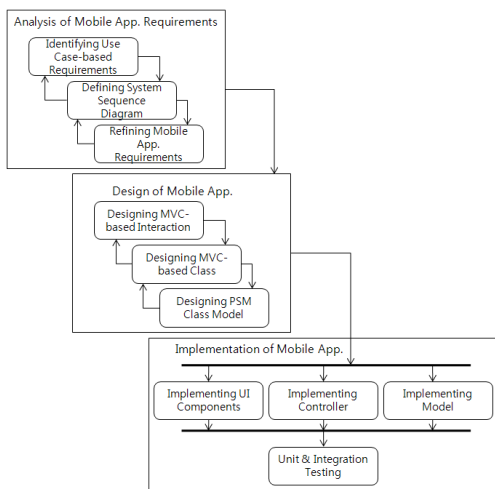 Analysis of Mobile App. Requirements
Identifying Use
Case-based
Requirements
Defining System
Sequence
Diagram
Refining Mobile
App.
Requirements
Design of Mobile App.
Designing MVC-
based Interaction
Designing MVC-
based Class
Designing PSM
Class Model
Implementation of Mobile App.
Implementing UI
Components
Implementing
Controller
Implementing
Model
Unit & Integration
Testing